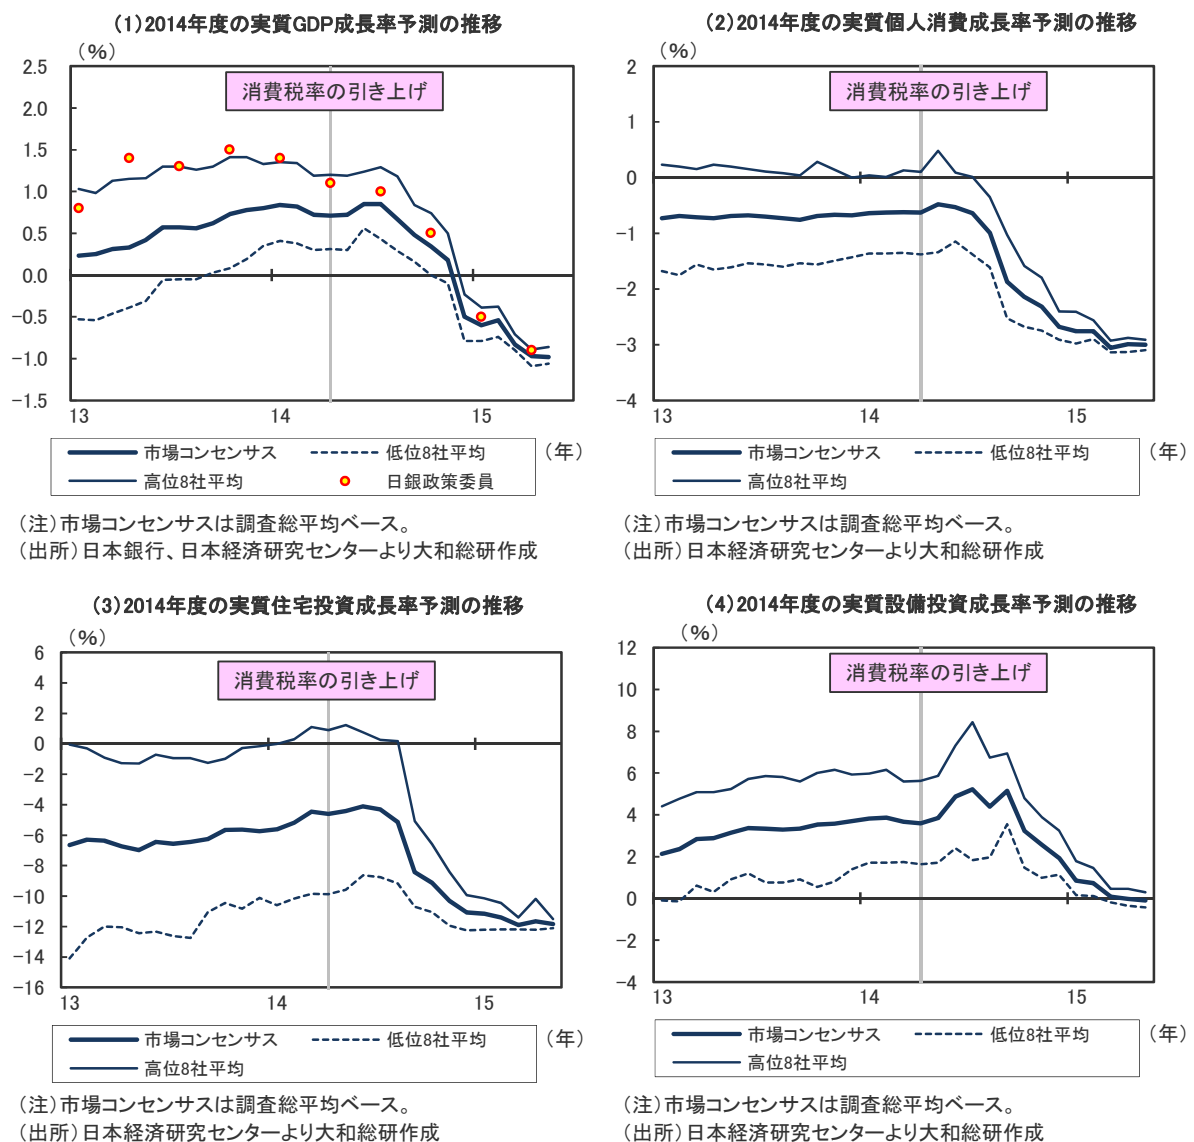 (1)2014年度の実質GDP成長率予測の推移
(%)
2.5
2.0
1.5
1.0
0.5
0.0
−0.5
−1.0
−1.5
消費税率の引き上げ
13
14
15
(年)
市場コンセンサス
低位8社平均
高位8社平均
日銀政策委員
(注)市場コンセンサスは調査総平均ベース。
(出所)日本銀行、日本経済研究センターより大和総研作成
(2)2014年度の実質個人消費成長率予測の推移
(%)
2
1
0
−1
−2
−3
−4
消費税率の引き上げ
13
14
15
(年)
市場コンセンサス
低位8社平均
高位8社平均
(注)市場コンセンサスは調査総平均ベース。
(出所)日本経済研究センターより大和総研作成
(3)2014年度の実質住宅投資成長率予測の推移
(%)
6
4
2
0
−2
−4
−6
−8
−10
−12
−14
−16
消費税率の引き上げ
13
14
15
(年)
市場コンセンサス
低位8社平均
高位8社平均
(注)市場コンセンサスは調査総平均ベース。
(出所)日本経済研究センターより大和総研作成
(4)2014年度の実質設備投資成長率予測の推移
(%)
12
10
8
6
4
2
0
−2
−4
消費税率の引き上げ
13
14
15
(年)
市場コンセンサス
低位8社平均
高位8社平均
(注)市場コンセンサスは調査総平均ベース。
(出所)日本経済研究センターより大和総研作成